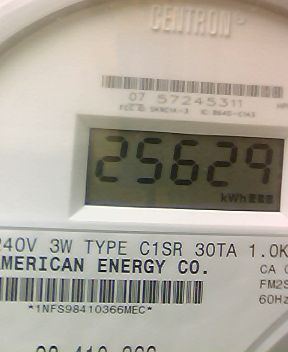 CENTRON®
07 57245311
25629
kWh
240V 3W TYPE C1SR 30TA 1.0K
AMERICAN ENERGY CO.
CA
FM2S
60Hz
*1NFS98410366MEC*